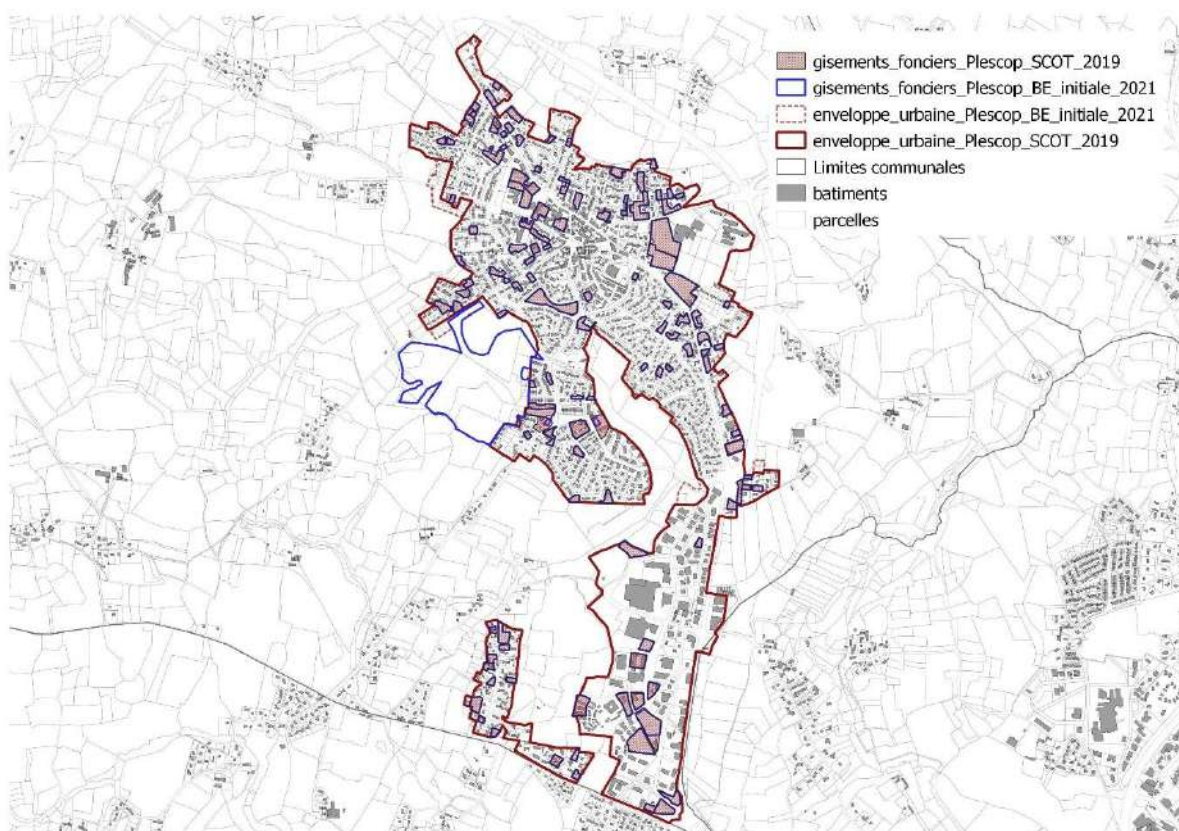 gisements_fonciers_Plescop_SCOT_2019
gisements_fonciers_Plescop_BE_initiale_2021
enveloppe_urbaine_Plescop_BE_initiale_2021
enveloppe_urbaine_Plescop_SCOT_2019
Limites communales
batiments
parcelles